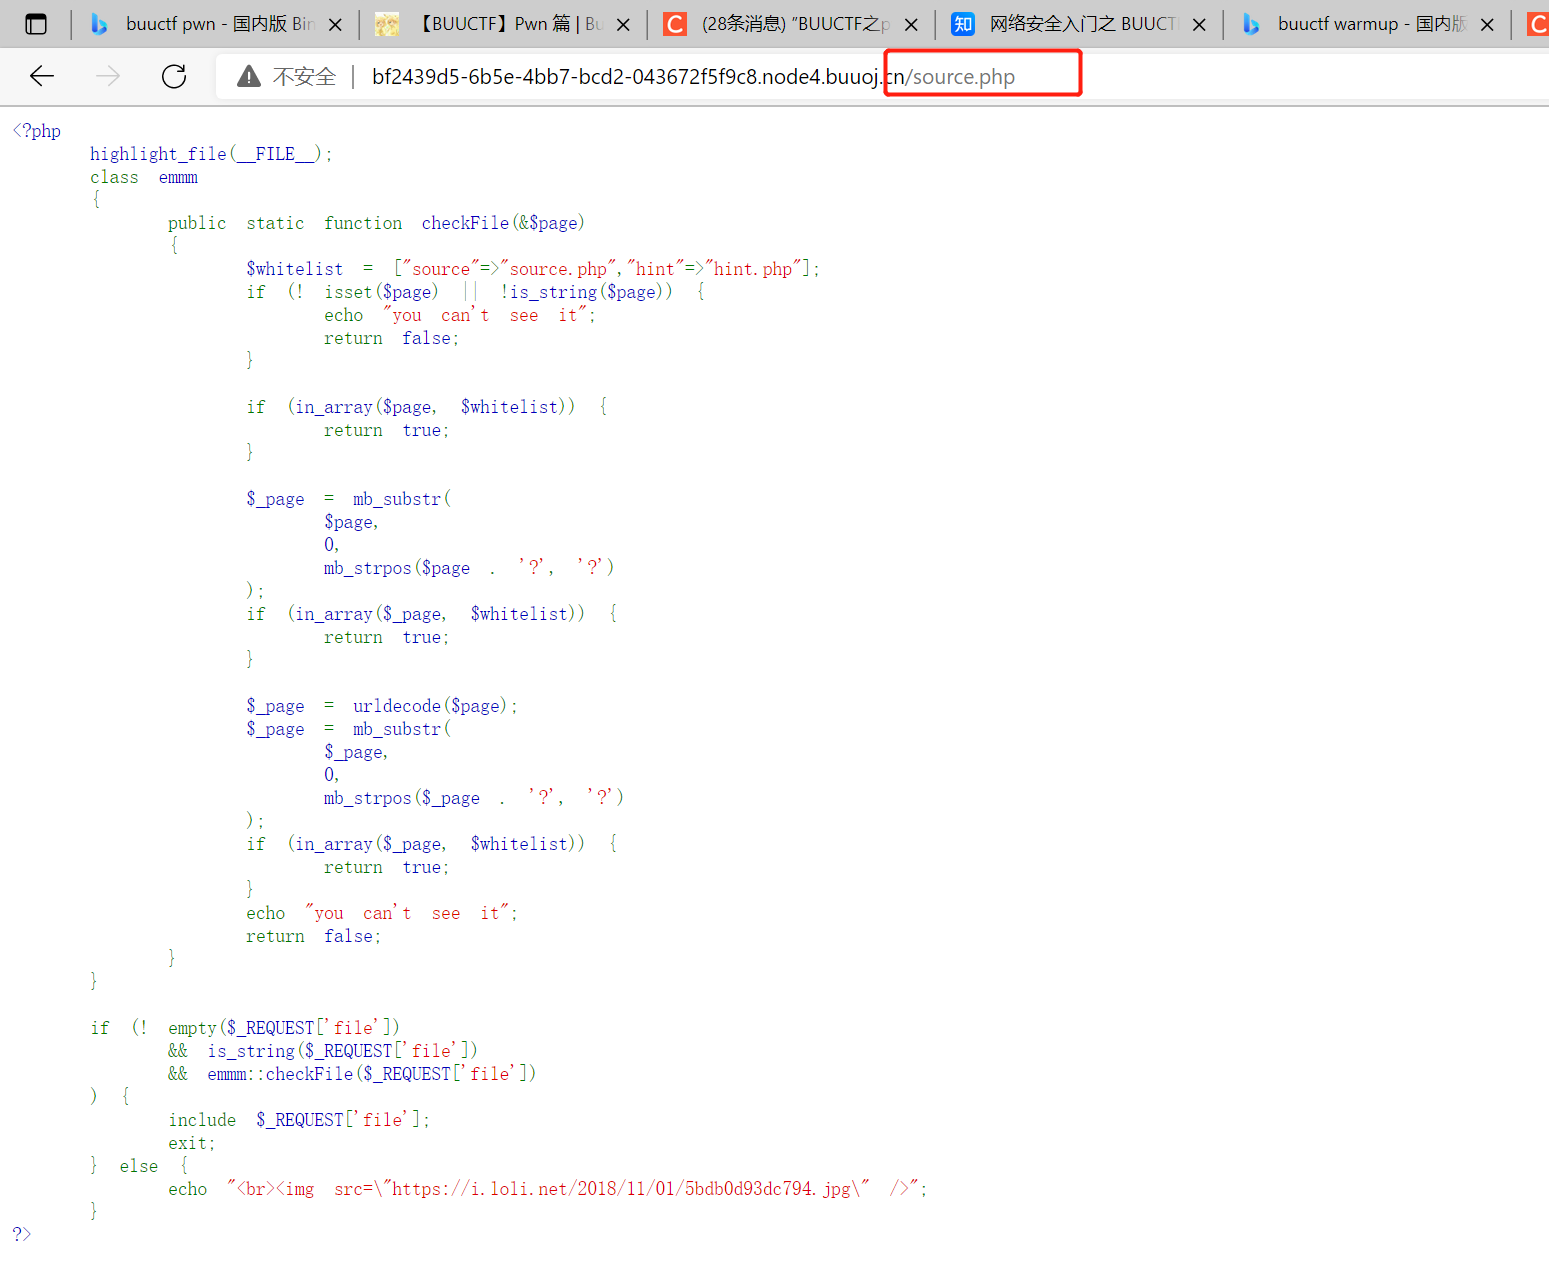 buuctf pwn - 国内版 Bin
【BUUCTF】Pwn 篇 | Bu
(28条消息) "BUUCTF之p
网络安全入门之 BUUCT
buuctf warmup - 国内版
不安全 | bf2439d5-6b5e-4bb7-bcd2-043672f5f9c8.node4.buuoj.cn/source.php
<?php
highlight_file(__FILE__);
class emmm
{
public static function checkFile(&$page)
{
$whitelist = ["source"=>"source.php","hint"=>"hint.php"];
if (! isset($page) || !is_string($page)) {
echo "you can't see it";
return false;
}
if (in_array($page, $whitelist)) {
return true;
}
$_page = mb_substr(
$page,
0,
mb_strpos($page . '?', '?')
);
if (in_array($_page, $whitelist)) {
return true;
}
$_page = urldecode($page);
$_page = mb_substr(
$_page,
0,
mb_strpos($_page . '?', '?')
);
if (in_array($_page, $whitelist)) {
return true;
}
echo "you can't see it";
return false;
}
}
if (! empty($_REQUEST['file'])
&& is_string($_REQUEST['file'])
&& emmm::checkFile($_REQUEST['file'])
) {
include $_REQUEST['file'];
exit;
} else {
echo "<br><img src=\"https://i.loli.net/2018/11/01/5bdb0d93dc794.jpg\" />";
}
?>